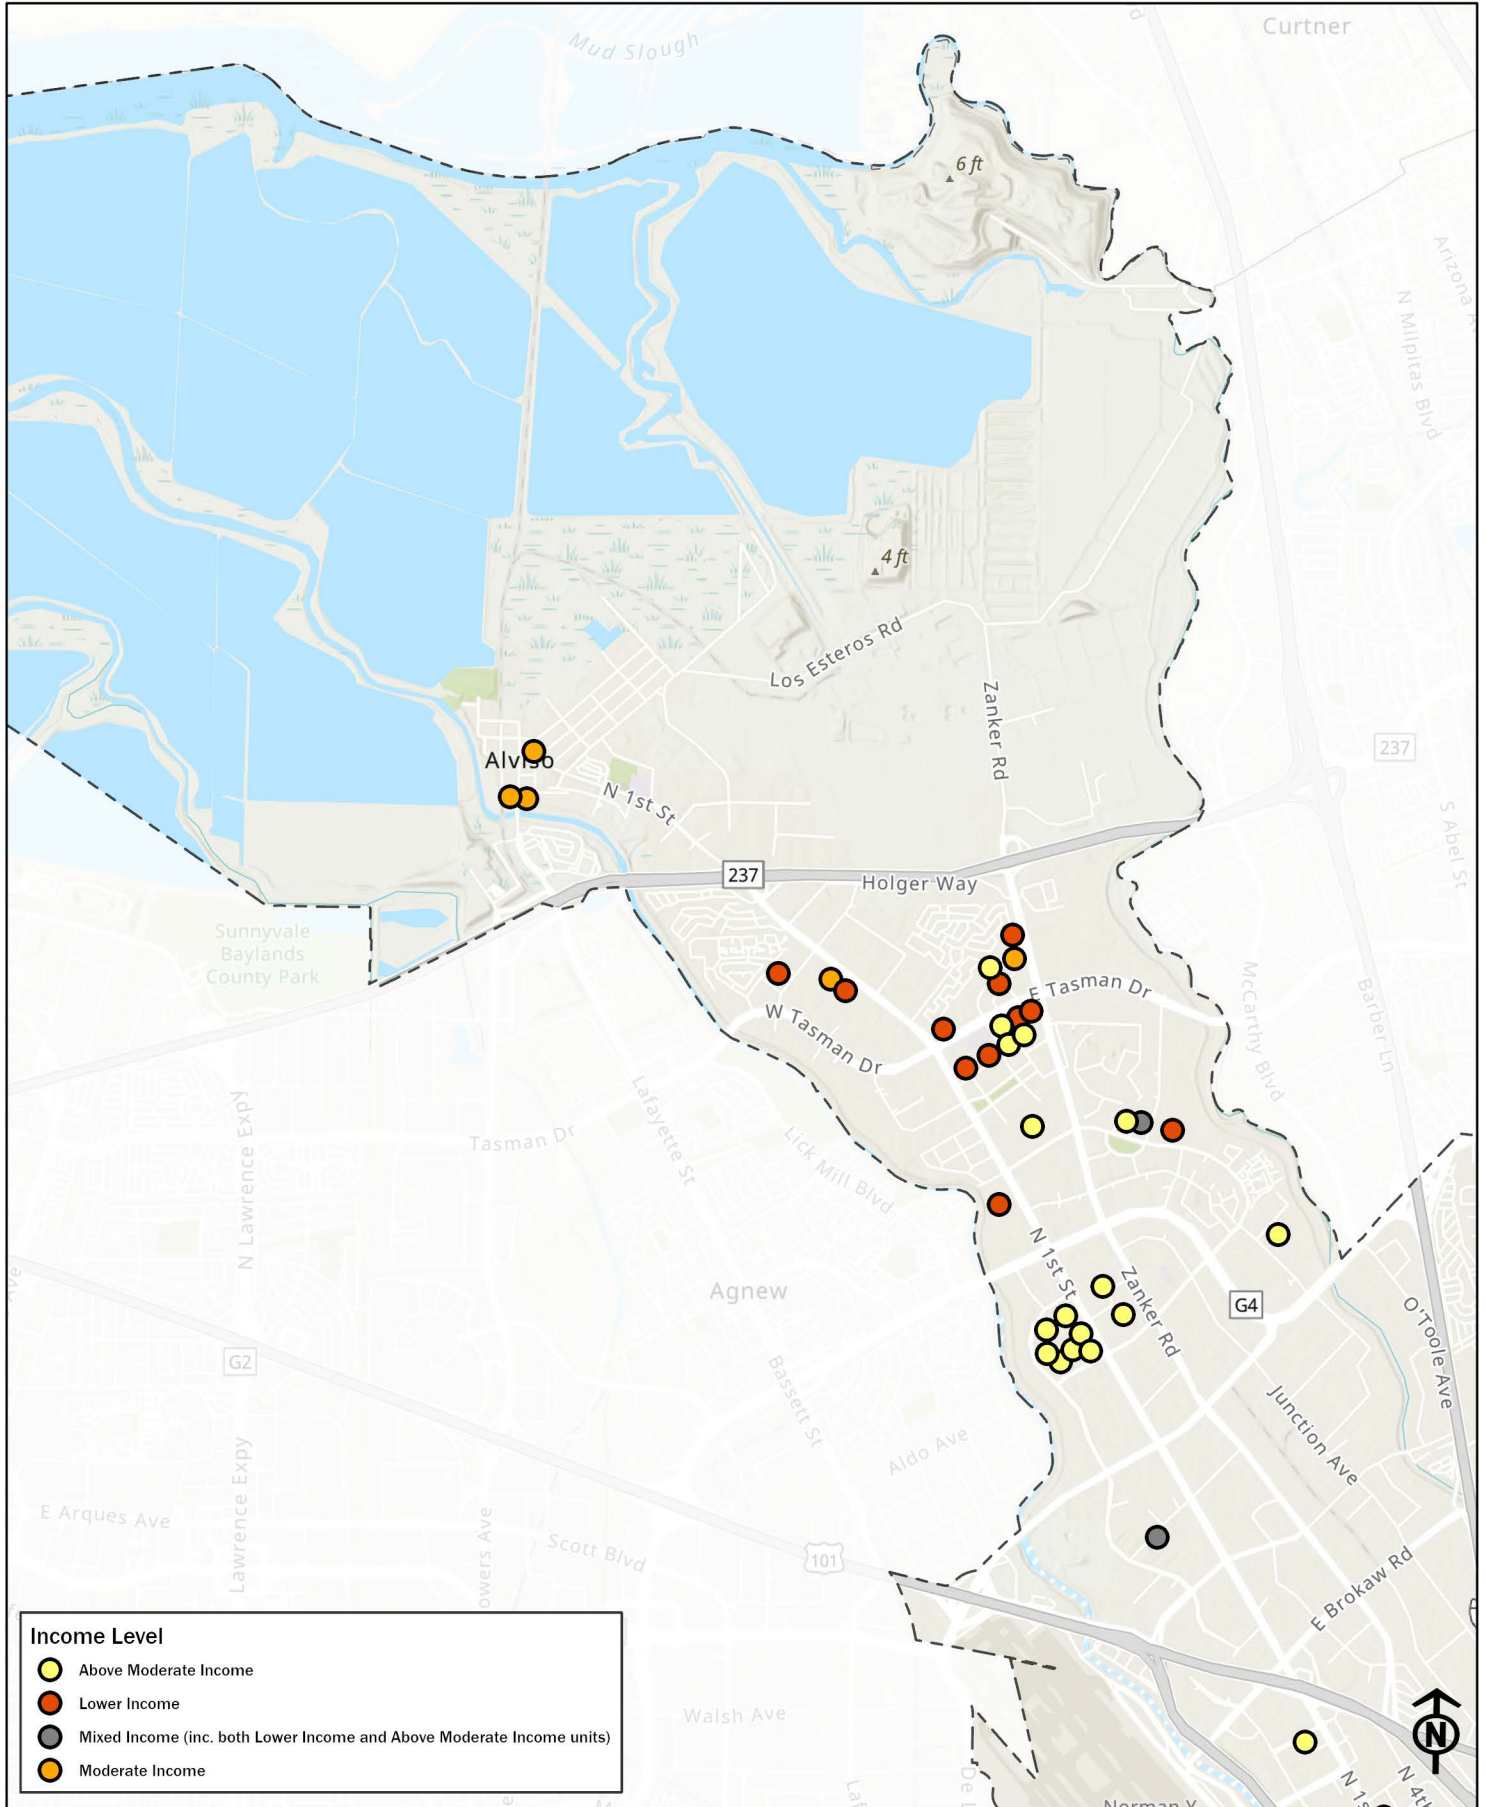 Curtner
Mud Slough
6 ft
N Milpitas Blvd
4 ft
Los Esteros Rd
Zanker Rd
237
Alviso
N 1st St
S Abel St
237
Holger Way
Sunnyvale
Baylands
County Park
E Tasman Dr
W Tasman Dr
McCarthy Blvd
Barber Ln
N Lawrence Expy
Tasman Dr
Lafayette St
Lick Mill Blvd
N 1st St
Zanker Rd
Agnew
G4
O'Toole Ave
G2
Bassett St
Junction Ave
Aldo Ave
Lawrence Expy
E Arques Ave
Scott Blvd
101
E Brokaw Rd
Walsh Ave
N
Income Level
Above Moderate Income
Lower Income
Mixed Income (inc. both Lower Income and Above Moderate Income units)
Moderate Income